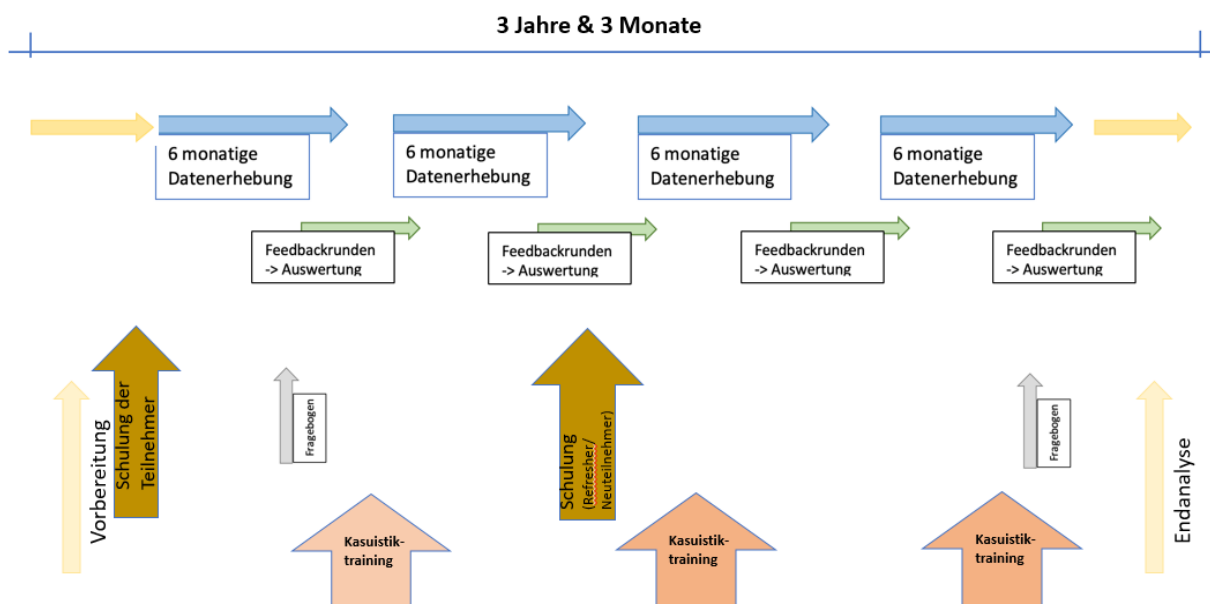 3 Jahre & 3 Monate
6 monatige
Datenerhebung
6 monatige
Datenerhebung
6 monatige
Datenerhebung
6 monatige
Datenerhebung
Feedbackrunden
-> Auswertung
Feedbackrunden
-> Auswertung
Feedbackrunden
-> Auswertung
Feedbackrunden
-> Auswertung
Vorbereitung
Schulung der
Teilnehmer
Fragebogen
Schulung
(Refresher/
Neuteilnehmer)
Fragebogen
Endanalyse
Kasuistik-
training
Kasuistik-
training
Kasuistik-
training